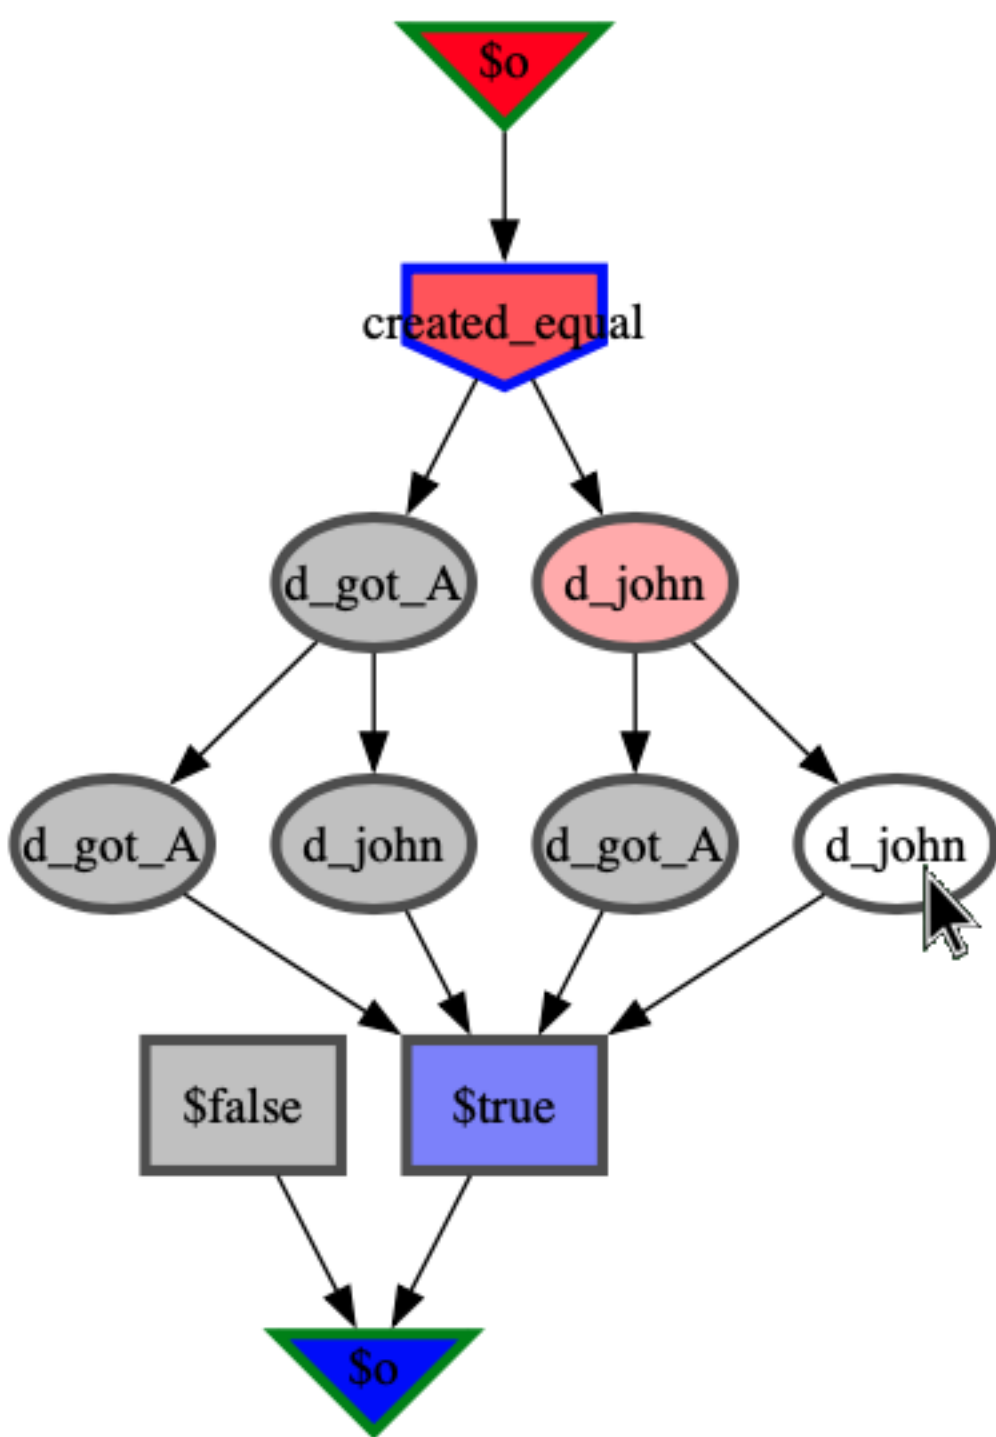 $o
created_equal
d_got_A
d_john
d_got_A
d_john
d_got_A
d_john
$false
$true
$o